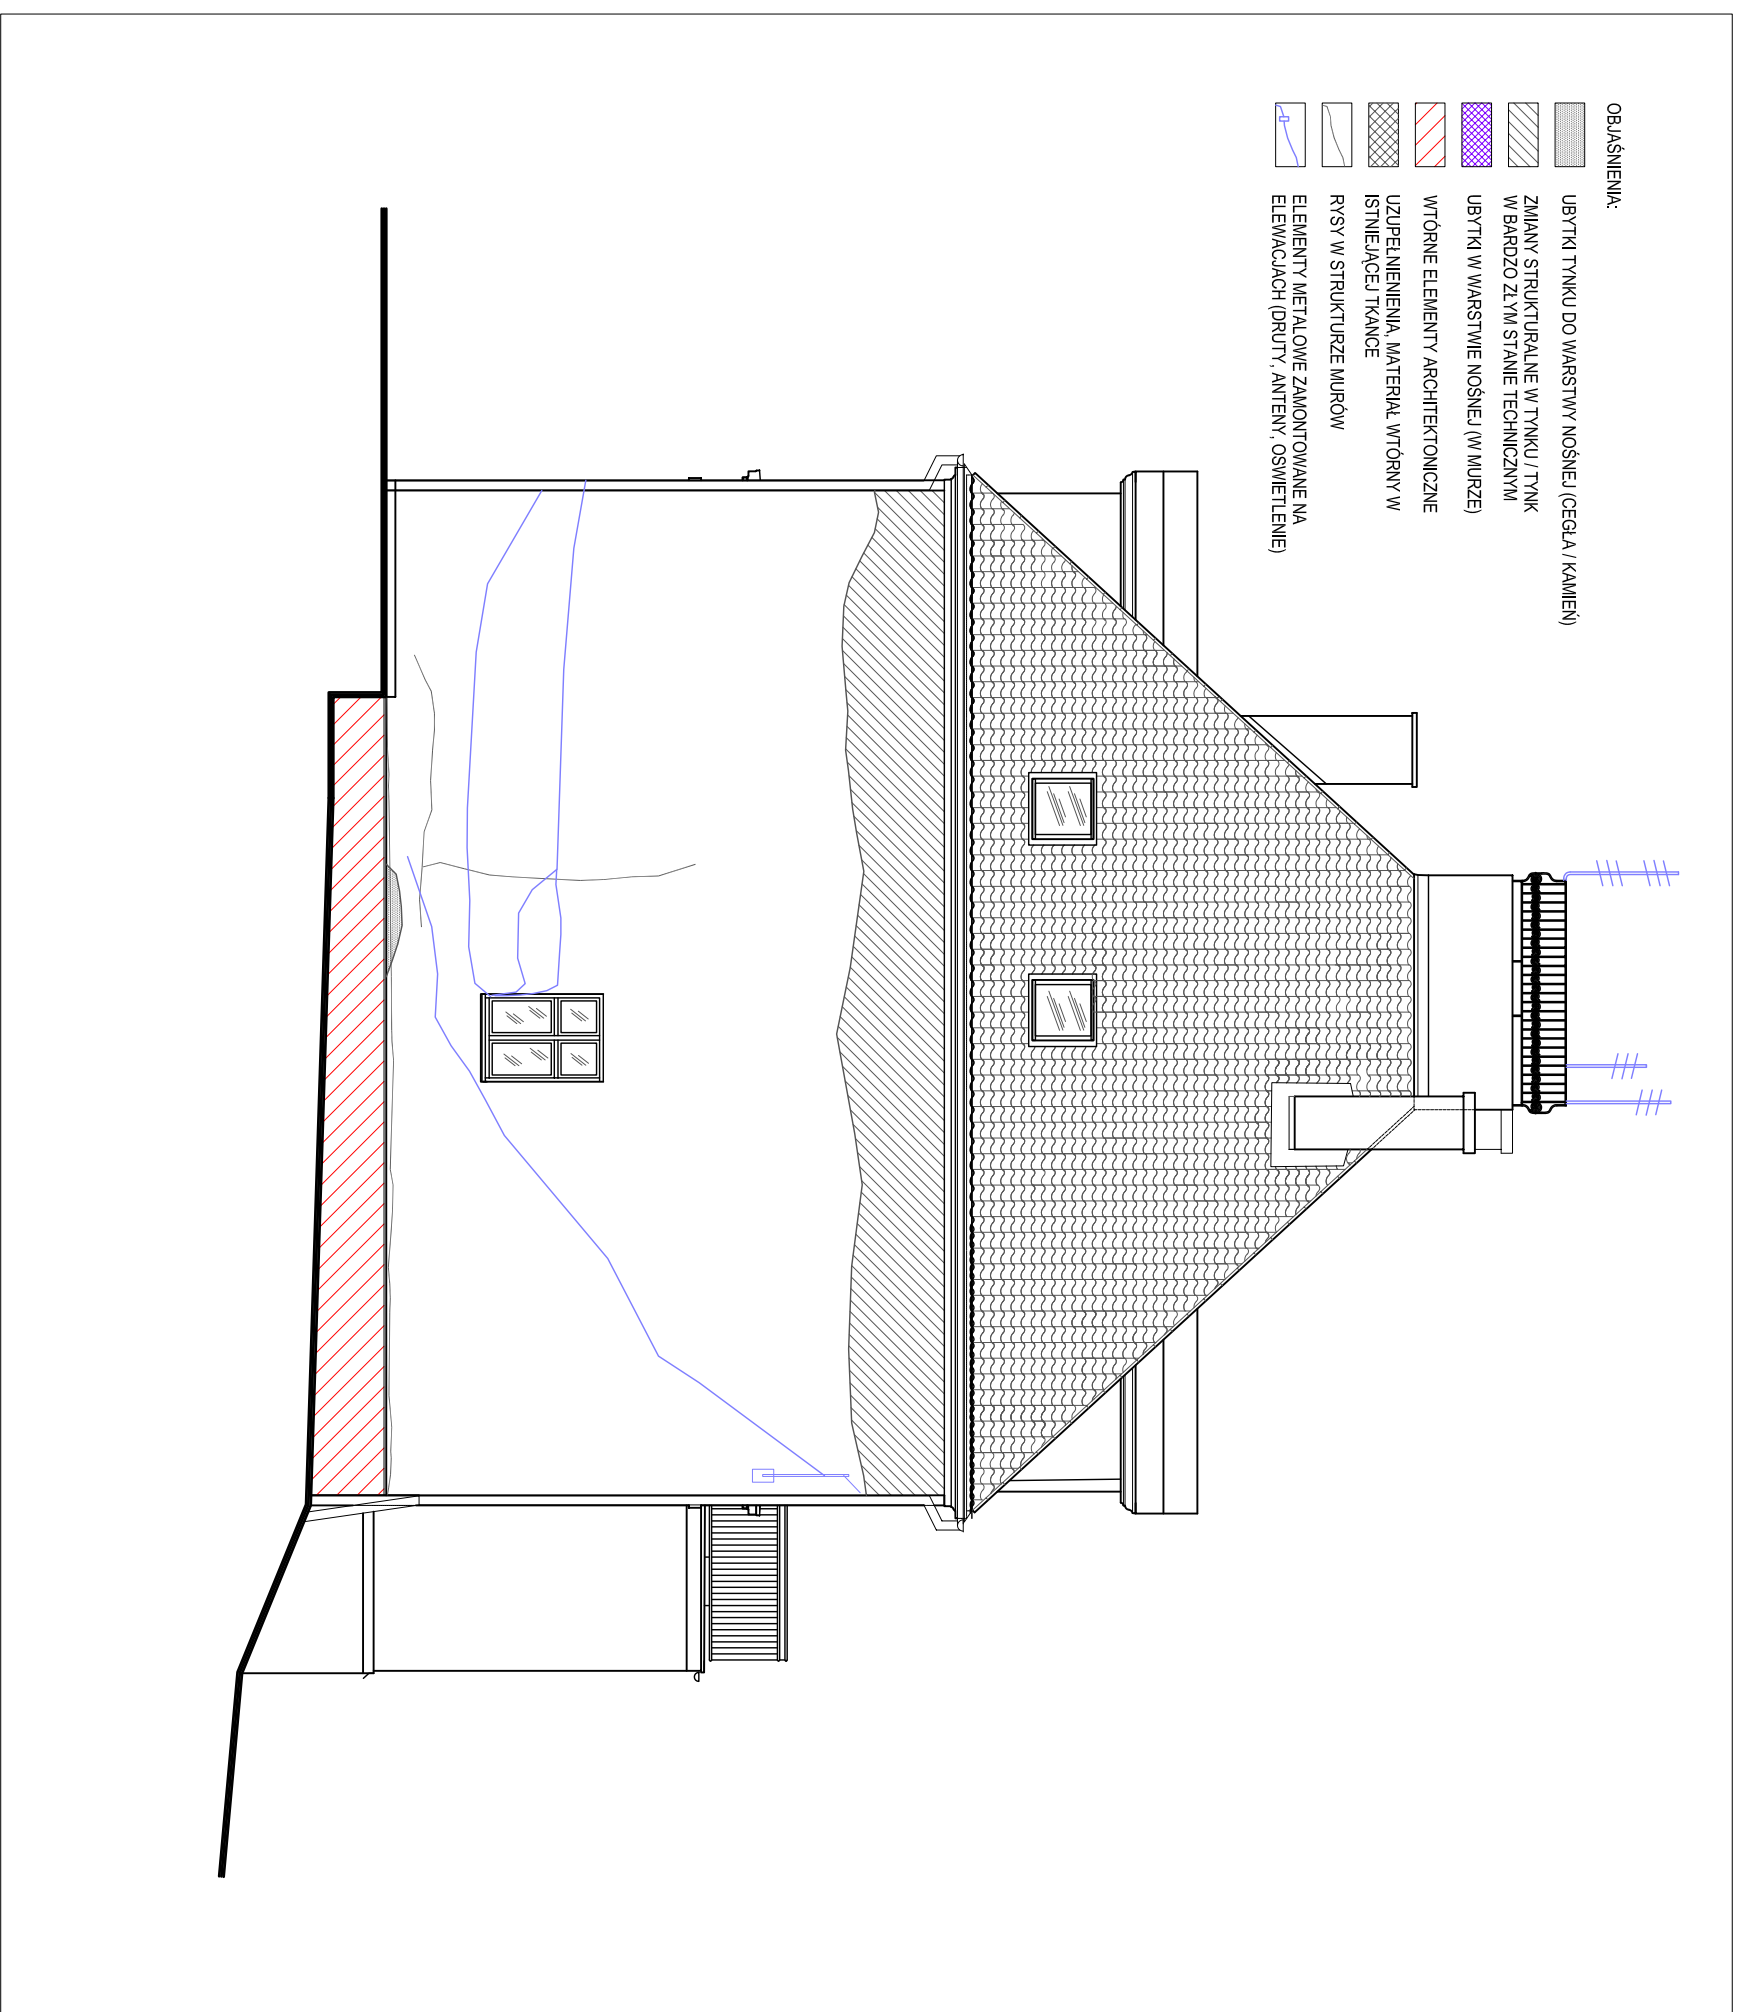 OBJAŚNIENIA:
UBYTKI TYNKU DO WARSTWY NOŚNEJ (CEGŁA / KAMIEŃ)
ZMIANY STRUKTURALNE W TYNKU / TYNK
W BARDZO ZŁYM STANIE TECHNICZNYM
UBYTKI W WARSTWIE NOŚNEJ (W MURZE)
WTÓRNE ELEMENTY ARCHITEKTONICZNE
UZUPEŁNIENIENIA, MATERIAŁ WTÓRNY W
ISTNIEJĄCEJ TKANCE
RYSY W STRUKTURZE MURÓW
ELEMENTY METALOWE ZAMONTOWANE NA
ELEWACJACH (DRUTY, ANTENY, OSWIETLENIE)